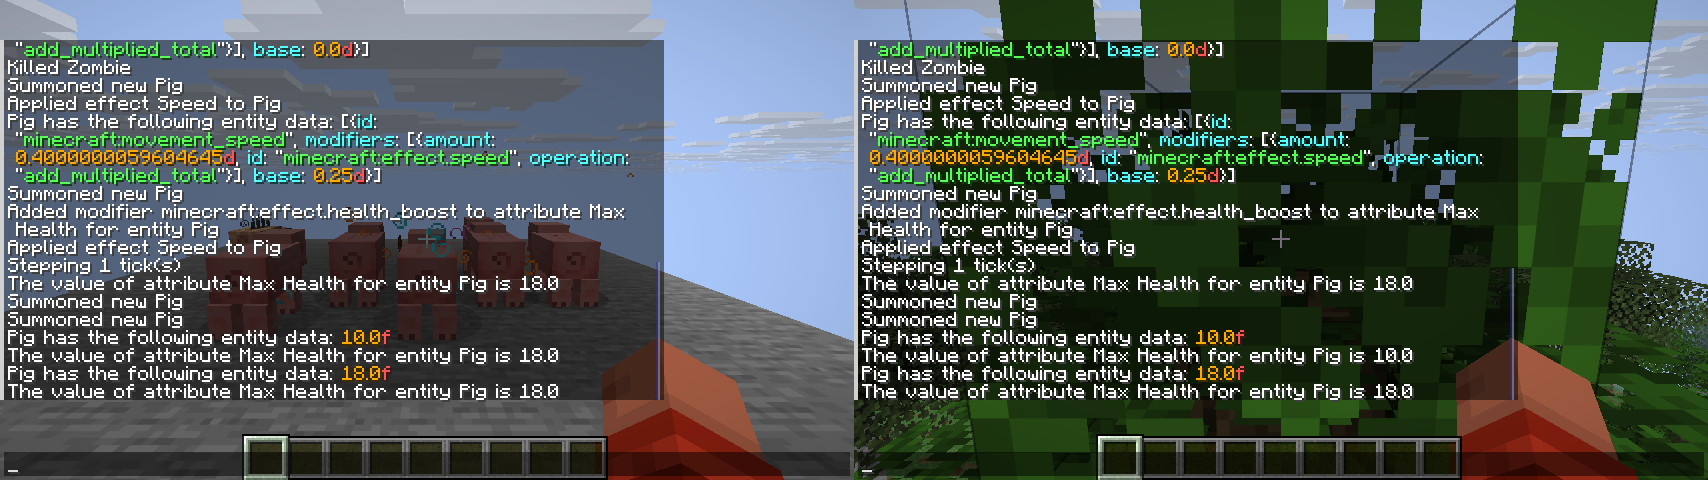 "add_multiplied_total"}], base: 0.0d}]
Killed Zombie
Summoned new Pig
Applied effect Speed to Pig
Pig has the following entity data: [{id:
"minecraft:movement_speed", modifiers: [{amount:
0.4000000059604645d, id: "minecraft:effect.speed", operation:
"add_multiplied_total"}], base: 0.25d}]
Summoned new Pig
Added modifier minecraft:effect.health_boost to attribute Max
Health for entity Pig
Applied effect Speed to Pig
Stepping 1 tick(s)
The value of attribute Max Health for entity Pig is 18.0
Summoned new Pig
Summoned new Pig
Pig has the following entity data: 10.0f
The value of attribute Max Health for entity Pig is 18.0
Pig has the following entity data: 18.0f
The value of attribute Max Health for entity Pig is 18.0
_
"add_multiplied_total"}], base: 0.0d}]
Killed Zombie
Summoned new Pig
Applied effect Speed to Pig
Pig has the following entity data: [{id:
"minecraft:movement_speed", modifiers: [{amount:
0.4000000059604645d, id: "minecraft:effect.speed", operation:
"add_multiplied_total"}], base: 0.25d}]
Summoned new Pig
Added modifier minecraft:effect.health_boost to attribute Max
Health for entity Pig
Applied effect Speed to Pig
Stepping 1 tick(s)
The value of attribute Max Health for entity Pig is 18.0
Summoned new Pig
Summoned new Pig
Pig has the following entity data: 10.0f
The value of attribute Max Health for entity Pig is 10.0
Pig has the following entity data: 18.0f
The value of attribute Max Health for entity Pig is 18.0
_